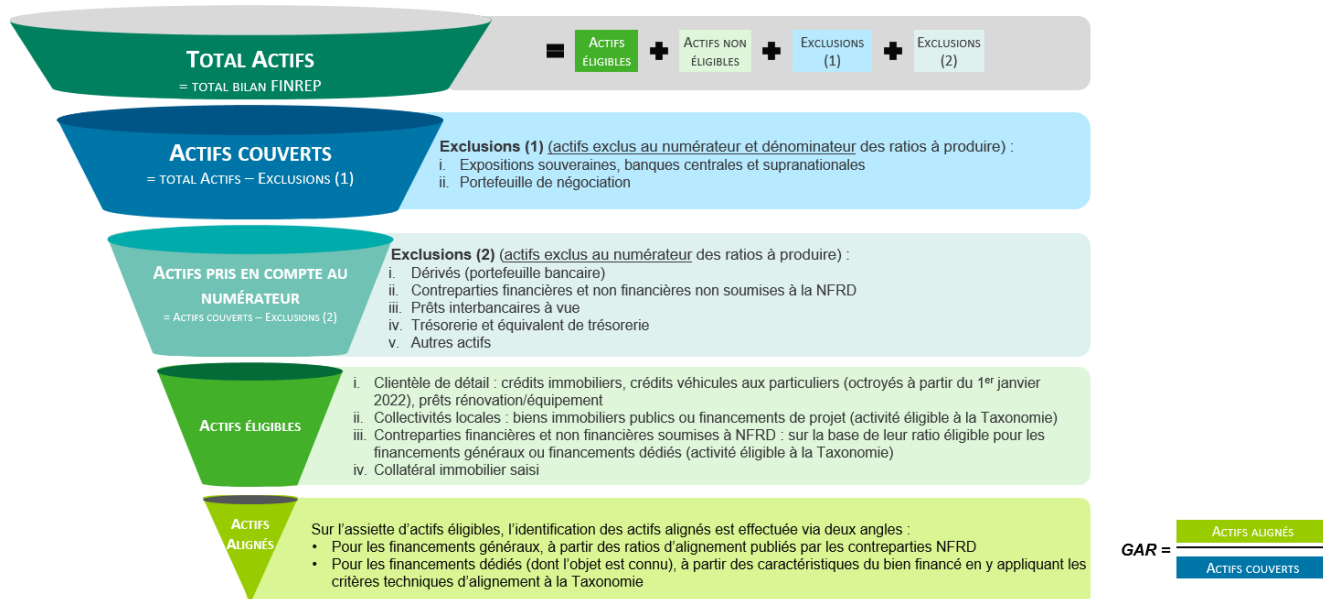 TOTAL ACTIFS
= TOTAL BILAN FINREP
= ACTIFS ÉLIGIBLES + ACTIFS NON ÉLIGIBLES + EXCLUSIONS (1) + EXCLUSIONS (2)
ACTIFS COUVERTS
= TOTAL ACTIFS – EXCLUSIONS (1)
Exclusions (1) (actifs exclus au numérateur et dénominateur des ratios à produire) :
i. Expositions souveraines, banques centrales et supranationales
ii. Portefeuille de négociation
ACTIFS PRIS EN COMPTE AU
NUMÉRATEUR
= ACTIFS COUVERTS – EXCLUSIONS (2)
Exclusions (2) (actifs exclus au numérateur des ratios à produire) :
i. Dérivés (portefeuille bancaire)
ii. Contreparties financières et non financières non soumises à la NFRD
iii. Prêts interbancaires à vue
iv. Trésorerie et équivalent de trésorerie
v. Autres actifs
ACTIFS ÉLIGIBLES
i. Clientèle de détail : crédits immobiliers, crédits véhicules aux particuliers (octroyés à partir du 1er janvier
2022), prêts rénovation/équipement
ii. Collectivités locales : biens immobiliers publics ou financements de projet (activité éligible à la Taxonomie)
iii. Contreparties financières et non financières soumises à NFRD : sur la base de leur ratio éligible pour les
financements généraux ou financements dédiés (activité éligible à la Taxonomie)
iv. Collatéral immobilier saisi
ACTIFS
ALIGNÉS
Sur l’assiette d’actifs éligibles, l’identification des actifs alignés est effectuée via deux angles :
• Pour les financements généraux, à partir des ratios d’alignement publiés par les contreparties NFRD
• Pour les financements dédiés (dont l’objet est connu), à partir des caractéristiques du bien financé en y appliquant les
critères techniques d’alignement à la Taxonomie
GAR =
ACTIFS ALIGNÉS
ACTIFS COUVERTS